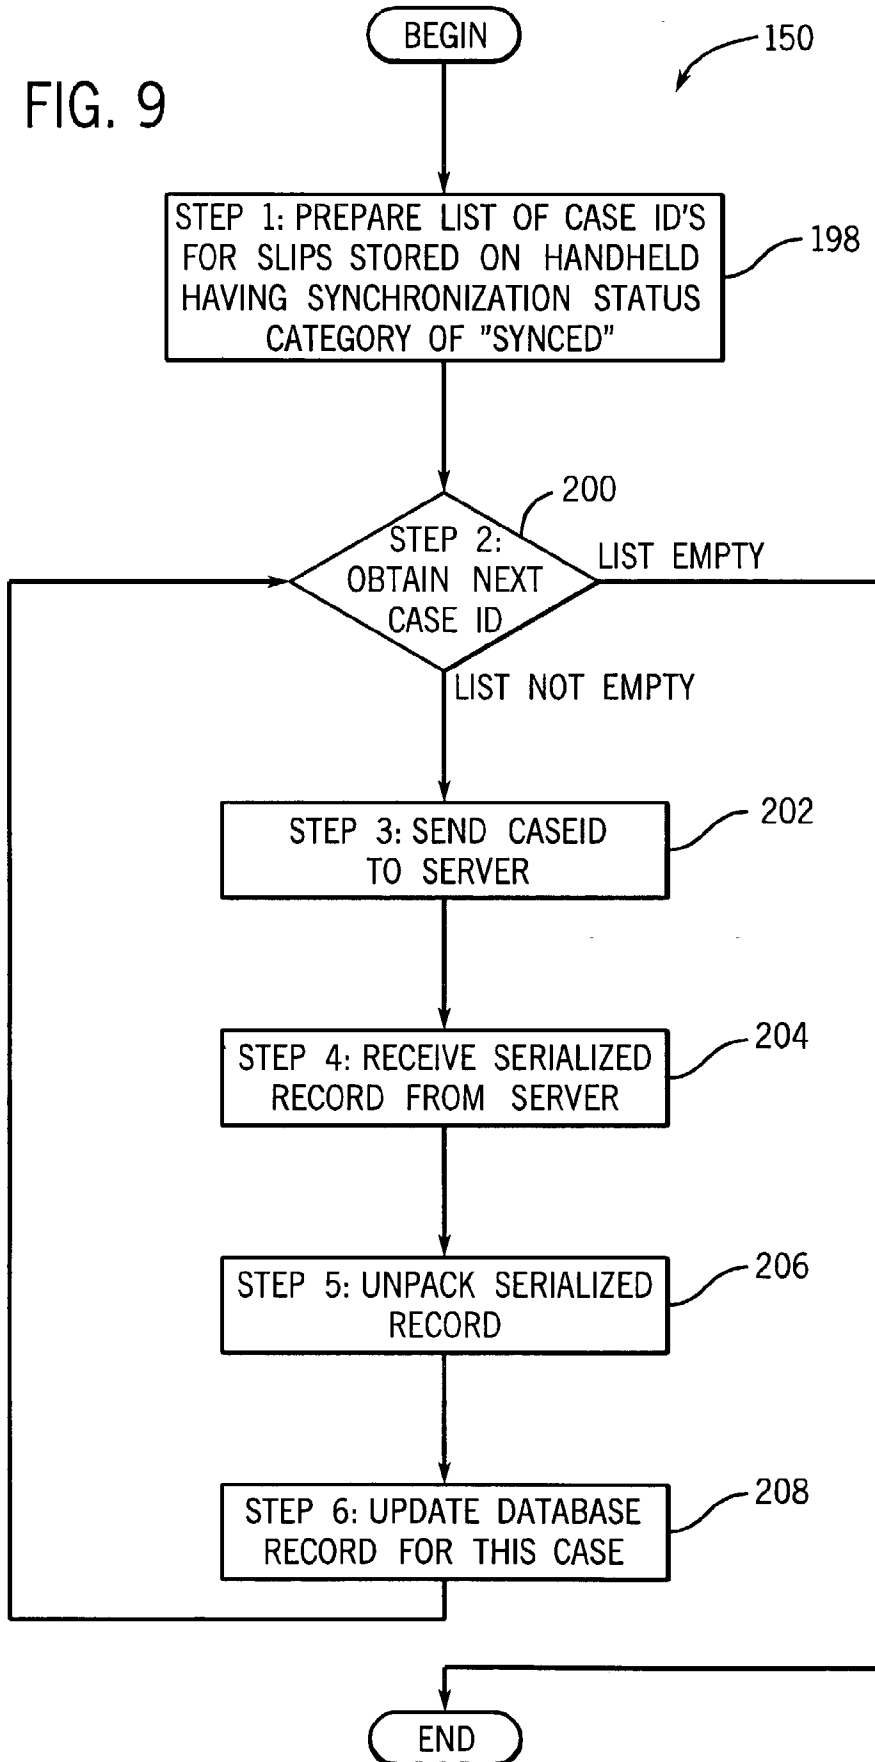 BEGIN
150
FIG. 9
STEP 1: PREPARE LIST OF CASE ID'S
FOR SLIPS STORED ON HANDHELD
HAVING SYNCHRONIZATION STATUS
CATEGORY OF "SYNCED"
198
200
STEP 2:
OBTAIN NEXT
CASE ID
LIST EMPTY
LIST NOT EMPTY
STEP 3: SEND CASEID
TO SERVER
202
STEP 4: RECEIVE SERIALIZED
RECORD FROM SERVER
204
STEP 5: UNPACK SERIALIZED
RECORD
206
STEP 6: UPDATE DATABASE
RECORD FOR THIS CASE
208
END